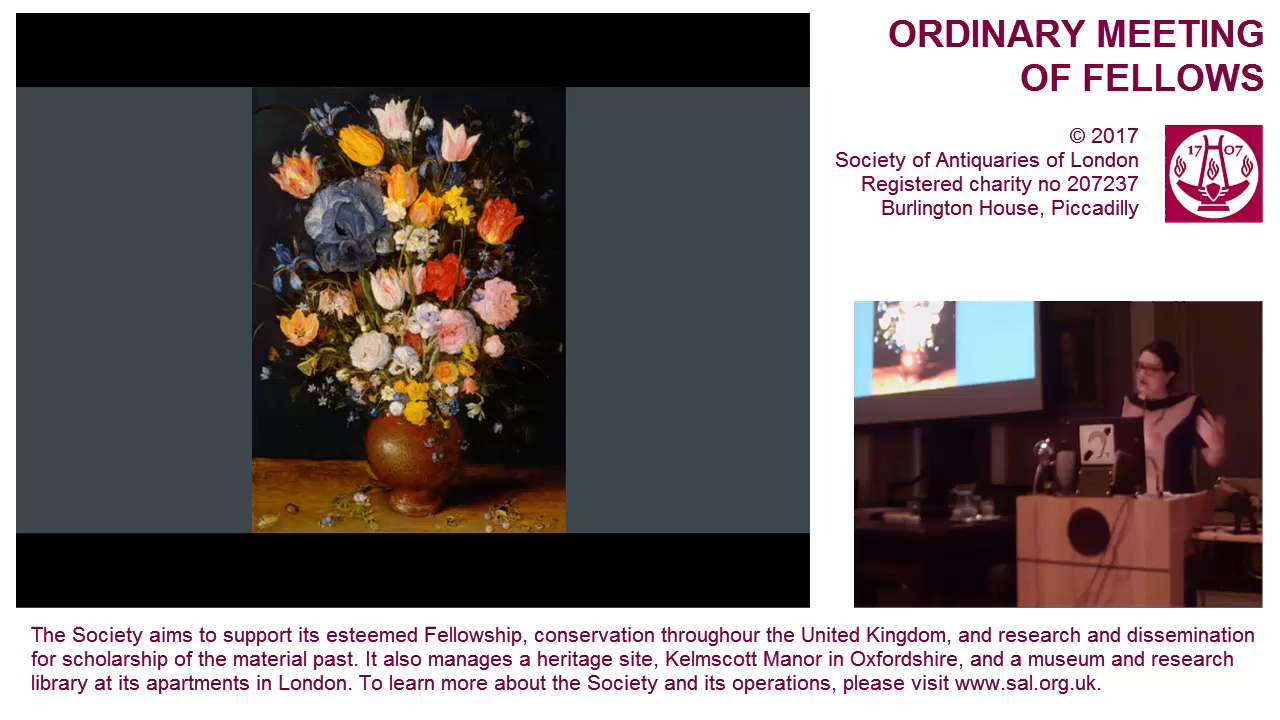 ORDINARY MEETING
OF FELLOWS
© 2017
Society of Antiquaries of London
Registered charity no 207237
Burlington House, Piccadilly
17 07
The Society aims to support its esteemed Fellowship, conservation throughour the United Kingdom, and research and dissemination
for scholarship of the material past. It also manages a heritage site, Kelmscott Manor in Oxfordshire, and a museum and research
library at its apartments in London. To learn more about the Society and its operations, please visit www.sal.org.uk.